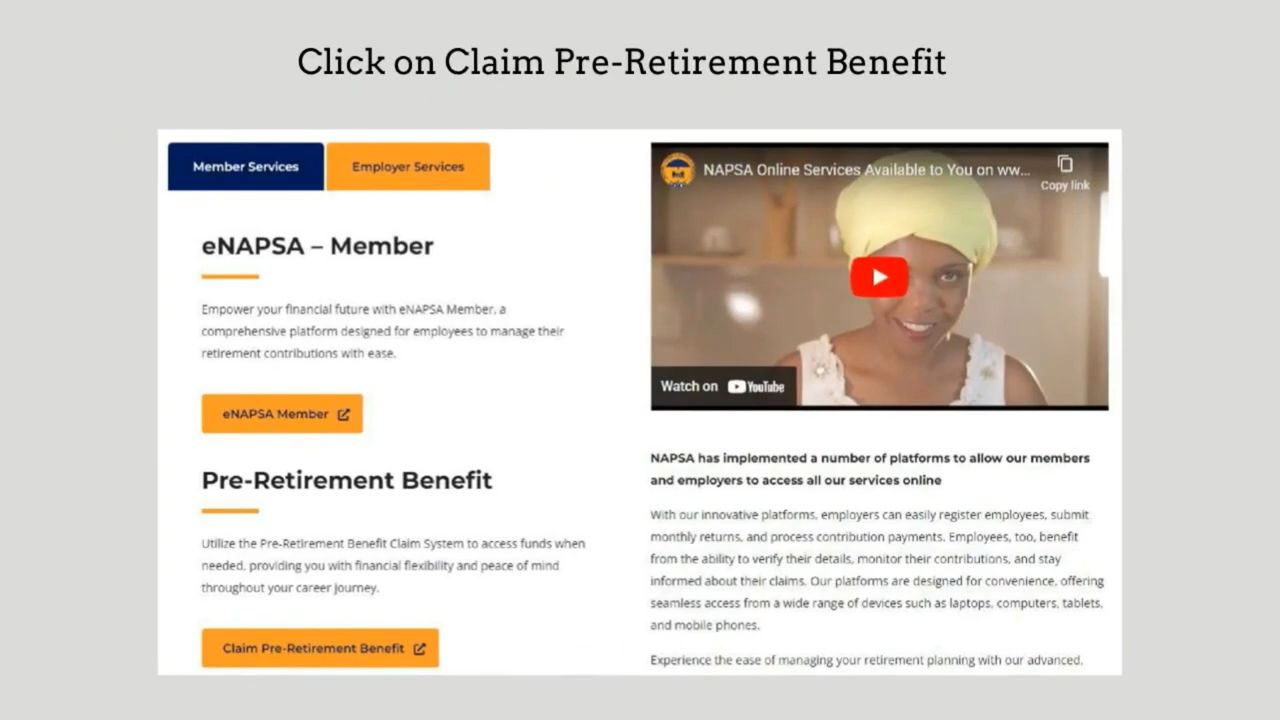 Click on Claim Pre-Retirement Benefit
Member Services
Employer Services
eNAPSA – Member
Empower your financial future with eNAPSA Member, a
comprehensive platform designed for employees to manage their
retirement contributions with ease.
eNAPSA Member
Pre-Retirement Benefit
Utilize the Pre-Retirement Benefit Claim System to access funds when
needed, providing you with financial flexibility and peace of mind
throughout your career journey.
Claim Pre-Retirement Benefit
NAPSA Online Services Available to You on ww...
Copy link
Watch on YouTube
NAPSA has implemented a number of platforms to allow our members
and employers to access all our services online
With our innovative platforms, employers can easily register employees, submit
monthly returns, and process contribution payments. Employees, too, benefit
from the ability to verify their details, monitor their contributions, and stay
informed about their claims. Our platforms are designed for convenience, offering
seamless access from a wide range of devices such as laptops, computers, tablets,
and mobile phones.
Experience the ease of managing your retirement planning with our advanced,